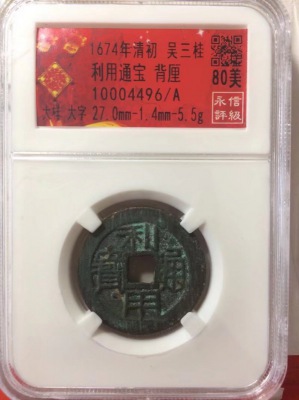 1674年清初 吴三桂
利用通宝 背厘
10004496/A
大样 大字 27.0mm-1.4mm-5.5g
80美
永信
評級
利用通寶